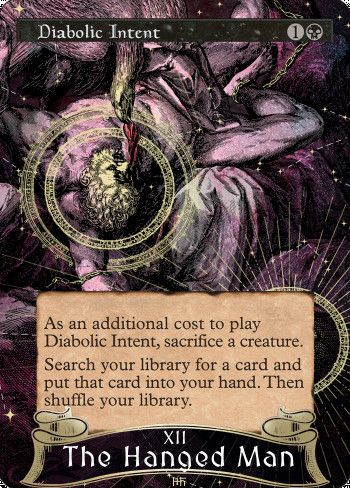 Diabolic Intent 1
As an additional cost to play
Diabolic Intent, sacrifice a creature.
Search your library for a card and
put that card into your hand. Then
shuffle your library.
XII
The Hanged Man